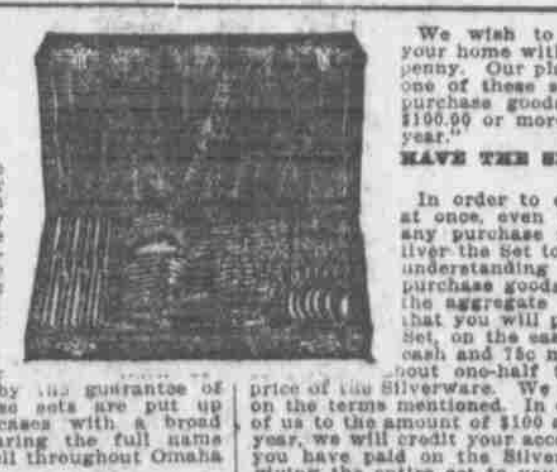 We wish to
your home with
penny. Our pl
one of these s
purchase goods
$100.00 or mor
year."
HAVE THE S
In order to
at once, even
any purchase
liver the Set to
understanding
purchase goods
the aggregate
that you will p
Set, on the eas
cash and 75c
bout one-half
price of the Silverware. We
on the terms mentioned. In
of us to the amount of $100
year, we will credit your acc
you have paid on the Silver
by the guarantee of
se sets are put up
cases with a broad
aring the full name
ll throughout Omaha